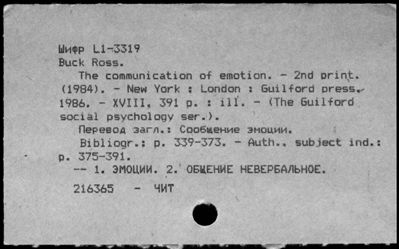 Шифр L1-3319
Buck Ross.
The communication of emotion. - 2nd print.
(1984). - New York : London : Guilford press,
1986. - XVIII, 391 p. : ill. - (The Guilford
social psychology ser.).
Перевод загл.: Сообщение эмоции.
Bibliogr.: p. 339-373. - Auth., subject ind.:
p. 375-391.
-- 1. ЭМОЦИИ. 2. ОБЩЕНИЕ НЕВЕРБАЛЬНОЕ.
216365 - ЧИТ